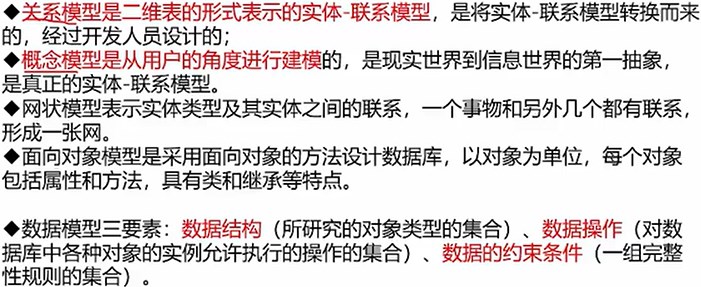 ◆关系模型是二维表的形式表示的实体-联系模型，是将实体-联系模型转换而来
的，经过开发人员设计的；
◆概念模型是从用户的角度进行建模的，是现实世界到信息世界的第一抽象，
是真正的实体-联系模型。
◆网状模型表示实体类型及其实体之间的联系，一个事物和另外几个都有联系，
形成一张网。
◆面向对象模型是采用面向对象的方法设计数据库，以对象为单位，每个对象
包括属性和方法，具有类和继承等特点。
◆数据模型三要素：数据结构（所研究的对象类型的集合）、数据操作（对数
据库中各种对象的实例允许执行的操作的集合）、数据的约束条件（一组完整
性规则的集合）。